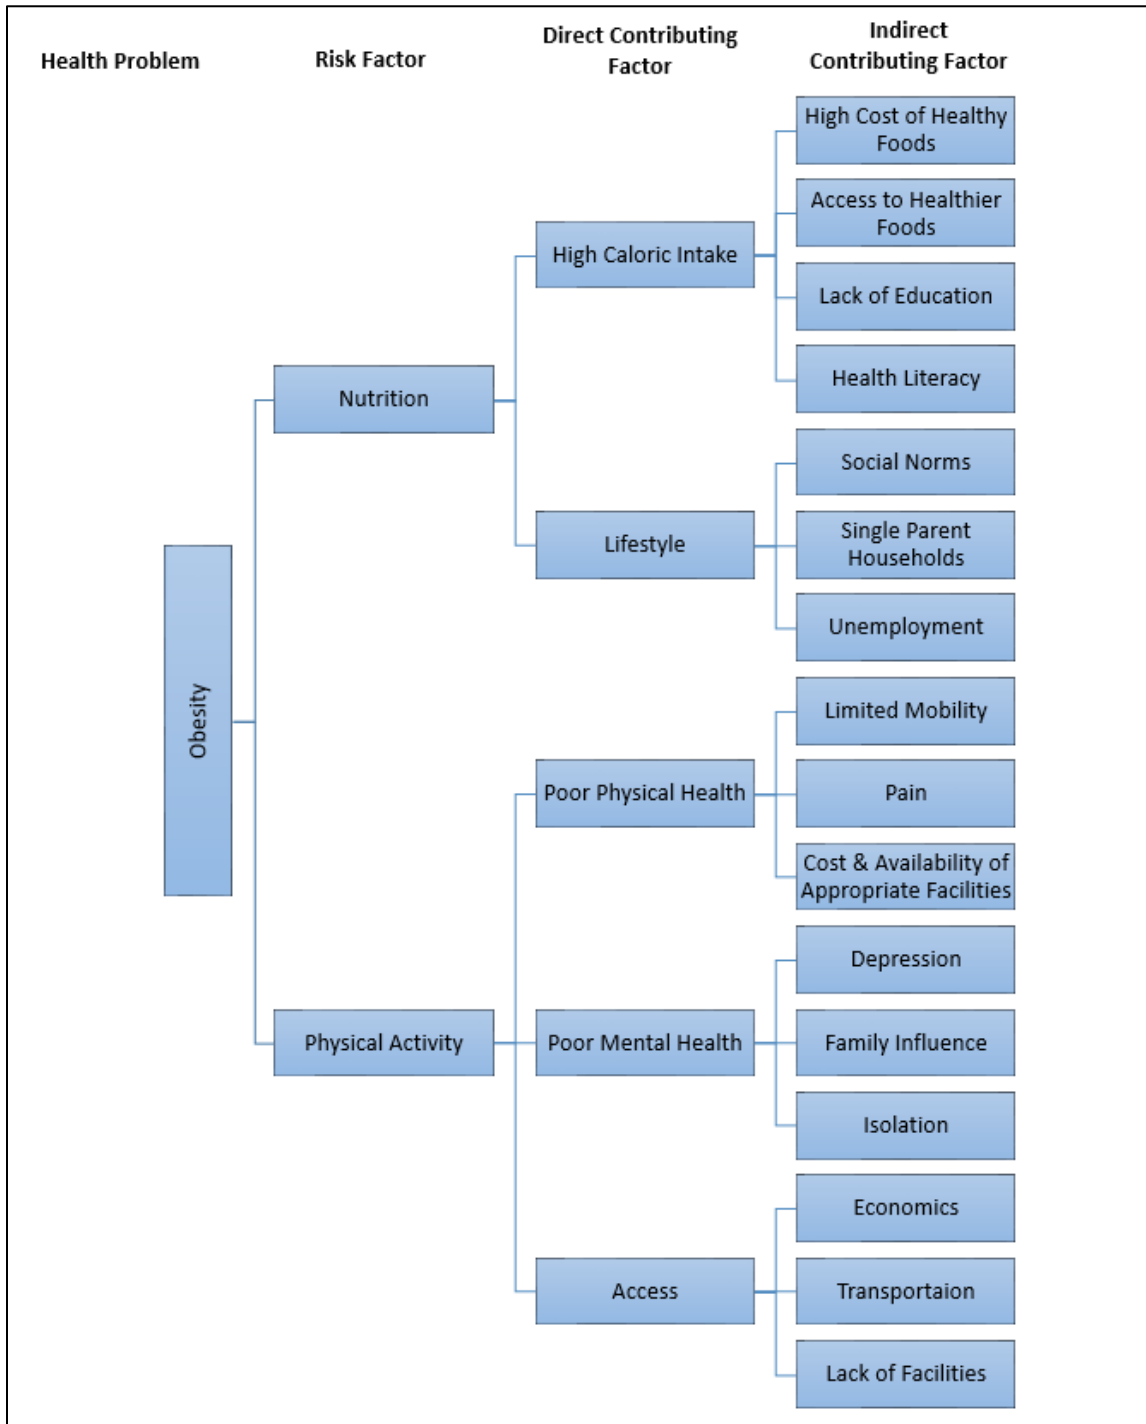 Health Problem
Risk Factor
Direct Contributing
Factor
Indirect
Contributing Factor
Obesity
Nutrition
High Caloric Intake
High Cost of Healthy
Foods
Access to Healthier
Foods
Lack of Education
Health Literacy
Lifestyle
Social Norms
Single Parent
Households
Unemployment
Physical Activity
Poor Physical Health
Limited Mobility
Pain
Cost & Availability of
Appropriate Facilities
Poor Mental Health
Depression
Family Influence
Isolation
Access
Economics
Transportaion
Lack of Facilities